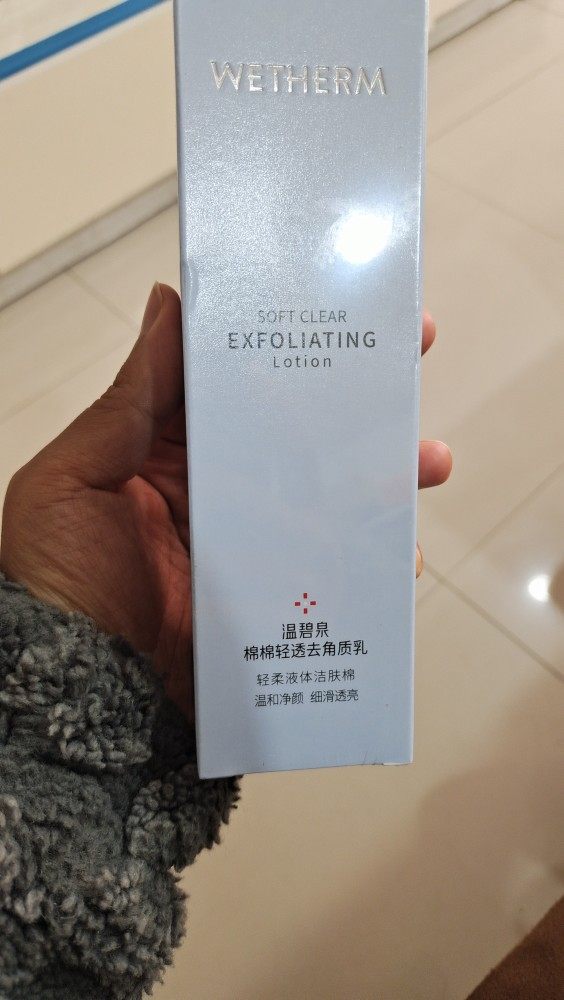 WETHERM
SOFT CLEAR
EXFOLIATING
Lotion
温碧泉
棉棉轻透去角质乳
轻柔液体洁肤棉
温和净颜 细滑透亮